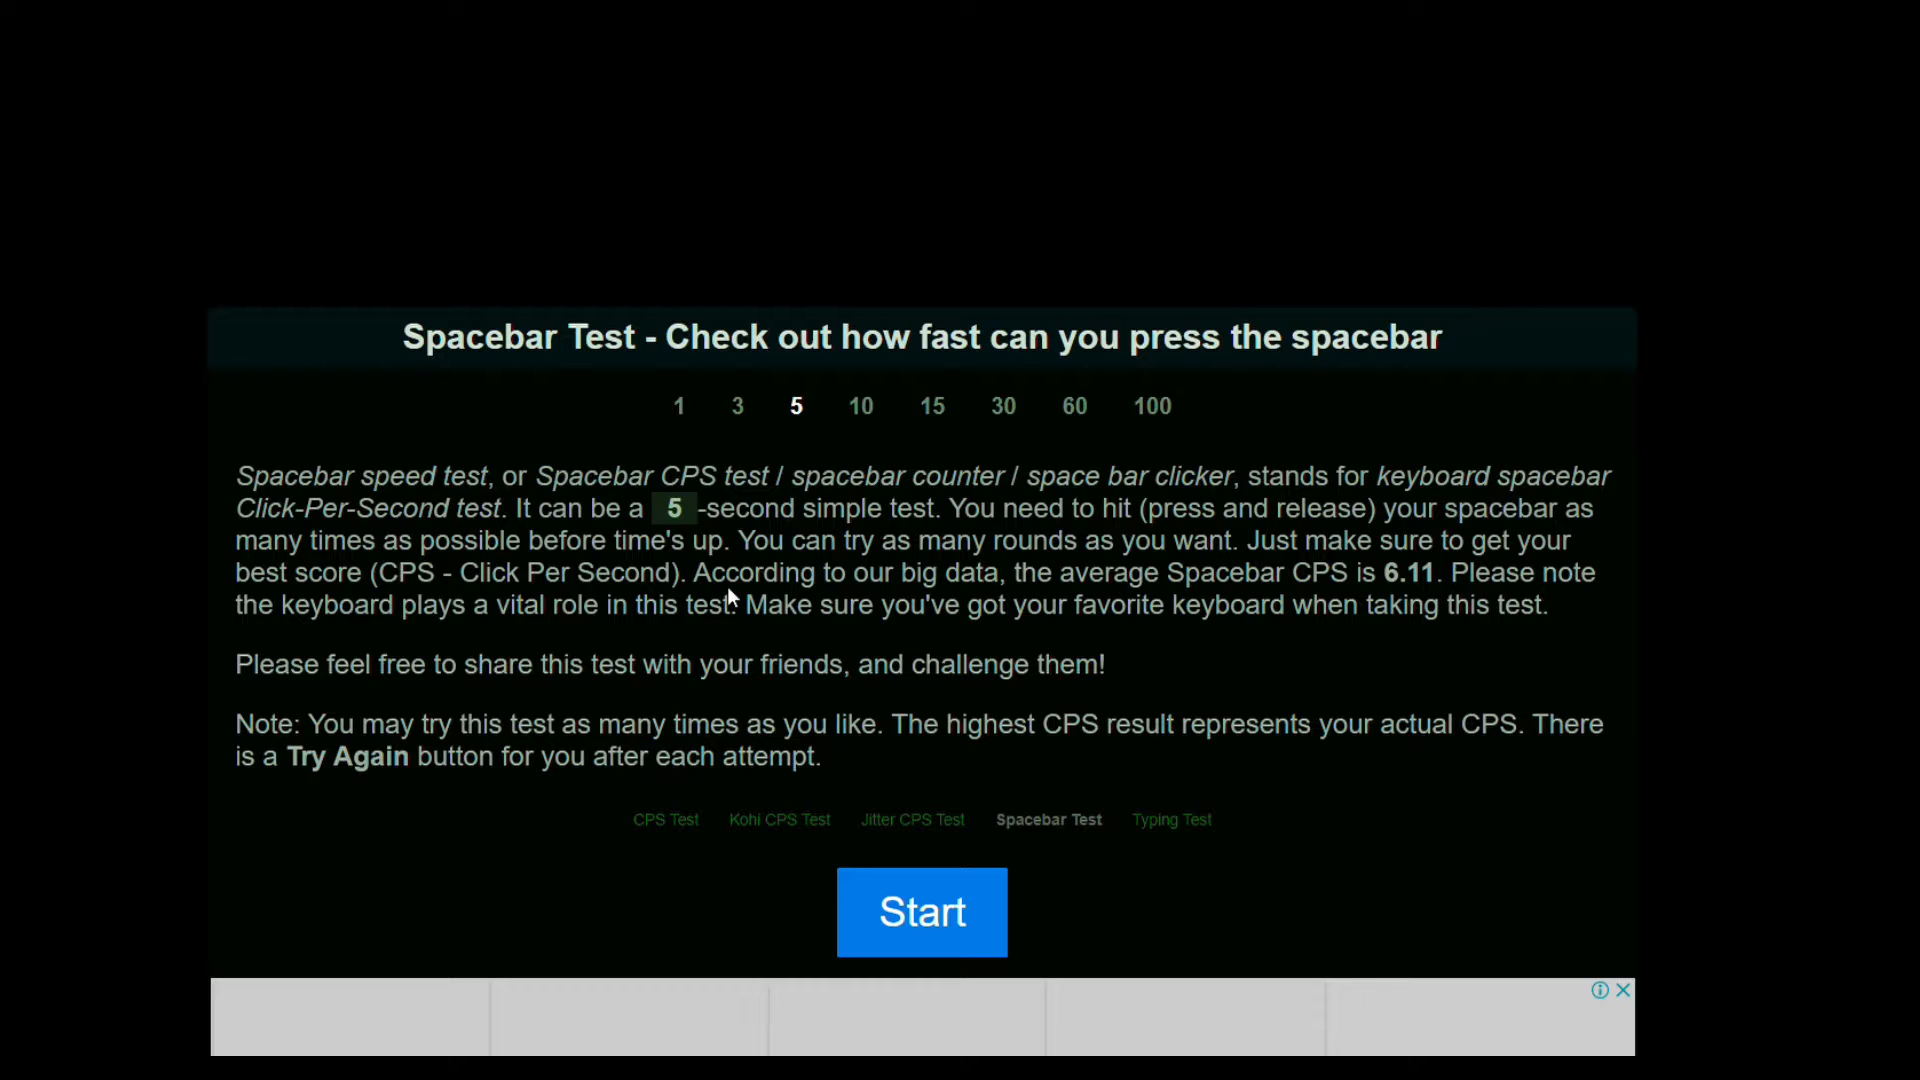 Spacebar Test - Check out how fast can you press the spacebar
1 3 5 10 15 30 60 100
Spacebar speed test, or Spacebar CPS test / spacebar counter / space bar clicker, stands for keyboard spacebar
Click-Per-Second test. It can be a 5 -second simple test. You need to hit (press and release) your spacebar as
many times as possible before time's up. You can try as many rounds as you want. Just make sure to get your
best score (CPS - Click Per Second). According to our big data, the average Spacebar CPS is 6.11. Please note
the keyboard plays a vital role in this test. Make sure you've got your favorite keyboard when taking this test.
Please feel free to share this test with your friends, and challenge them!
Note: You may try this test as many times as you like. The highest CPS result represents your actual CPS. There
is a Try Again button for you after each attempt.
CPS Test Kohi CPS Test Jitter CPS Test Spacebar Test Typing Test
Start